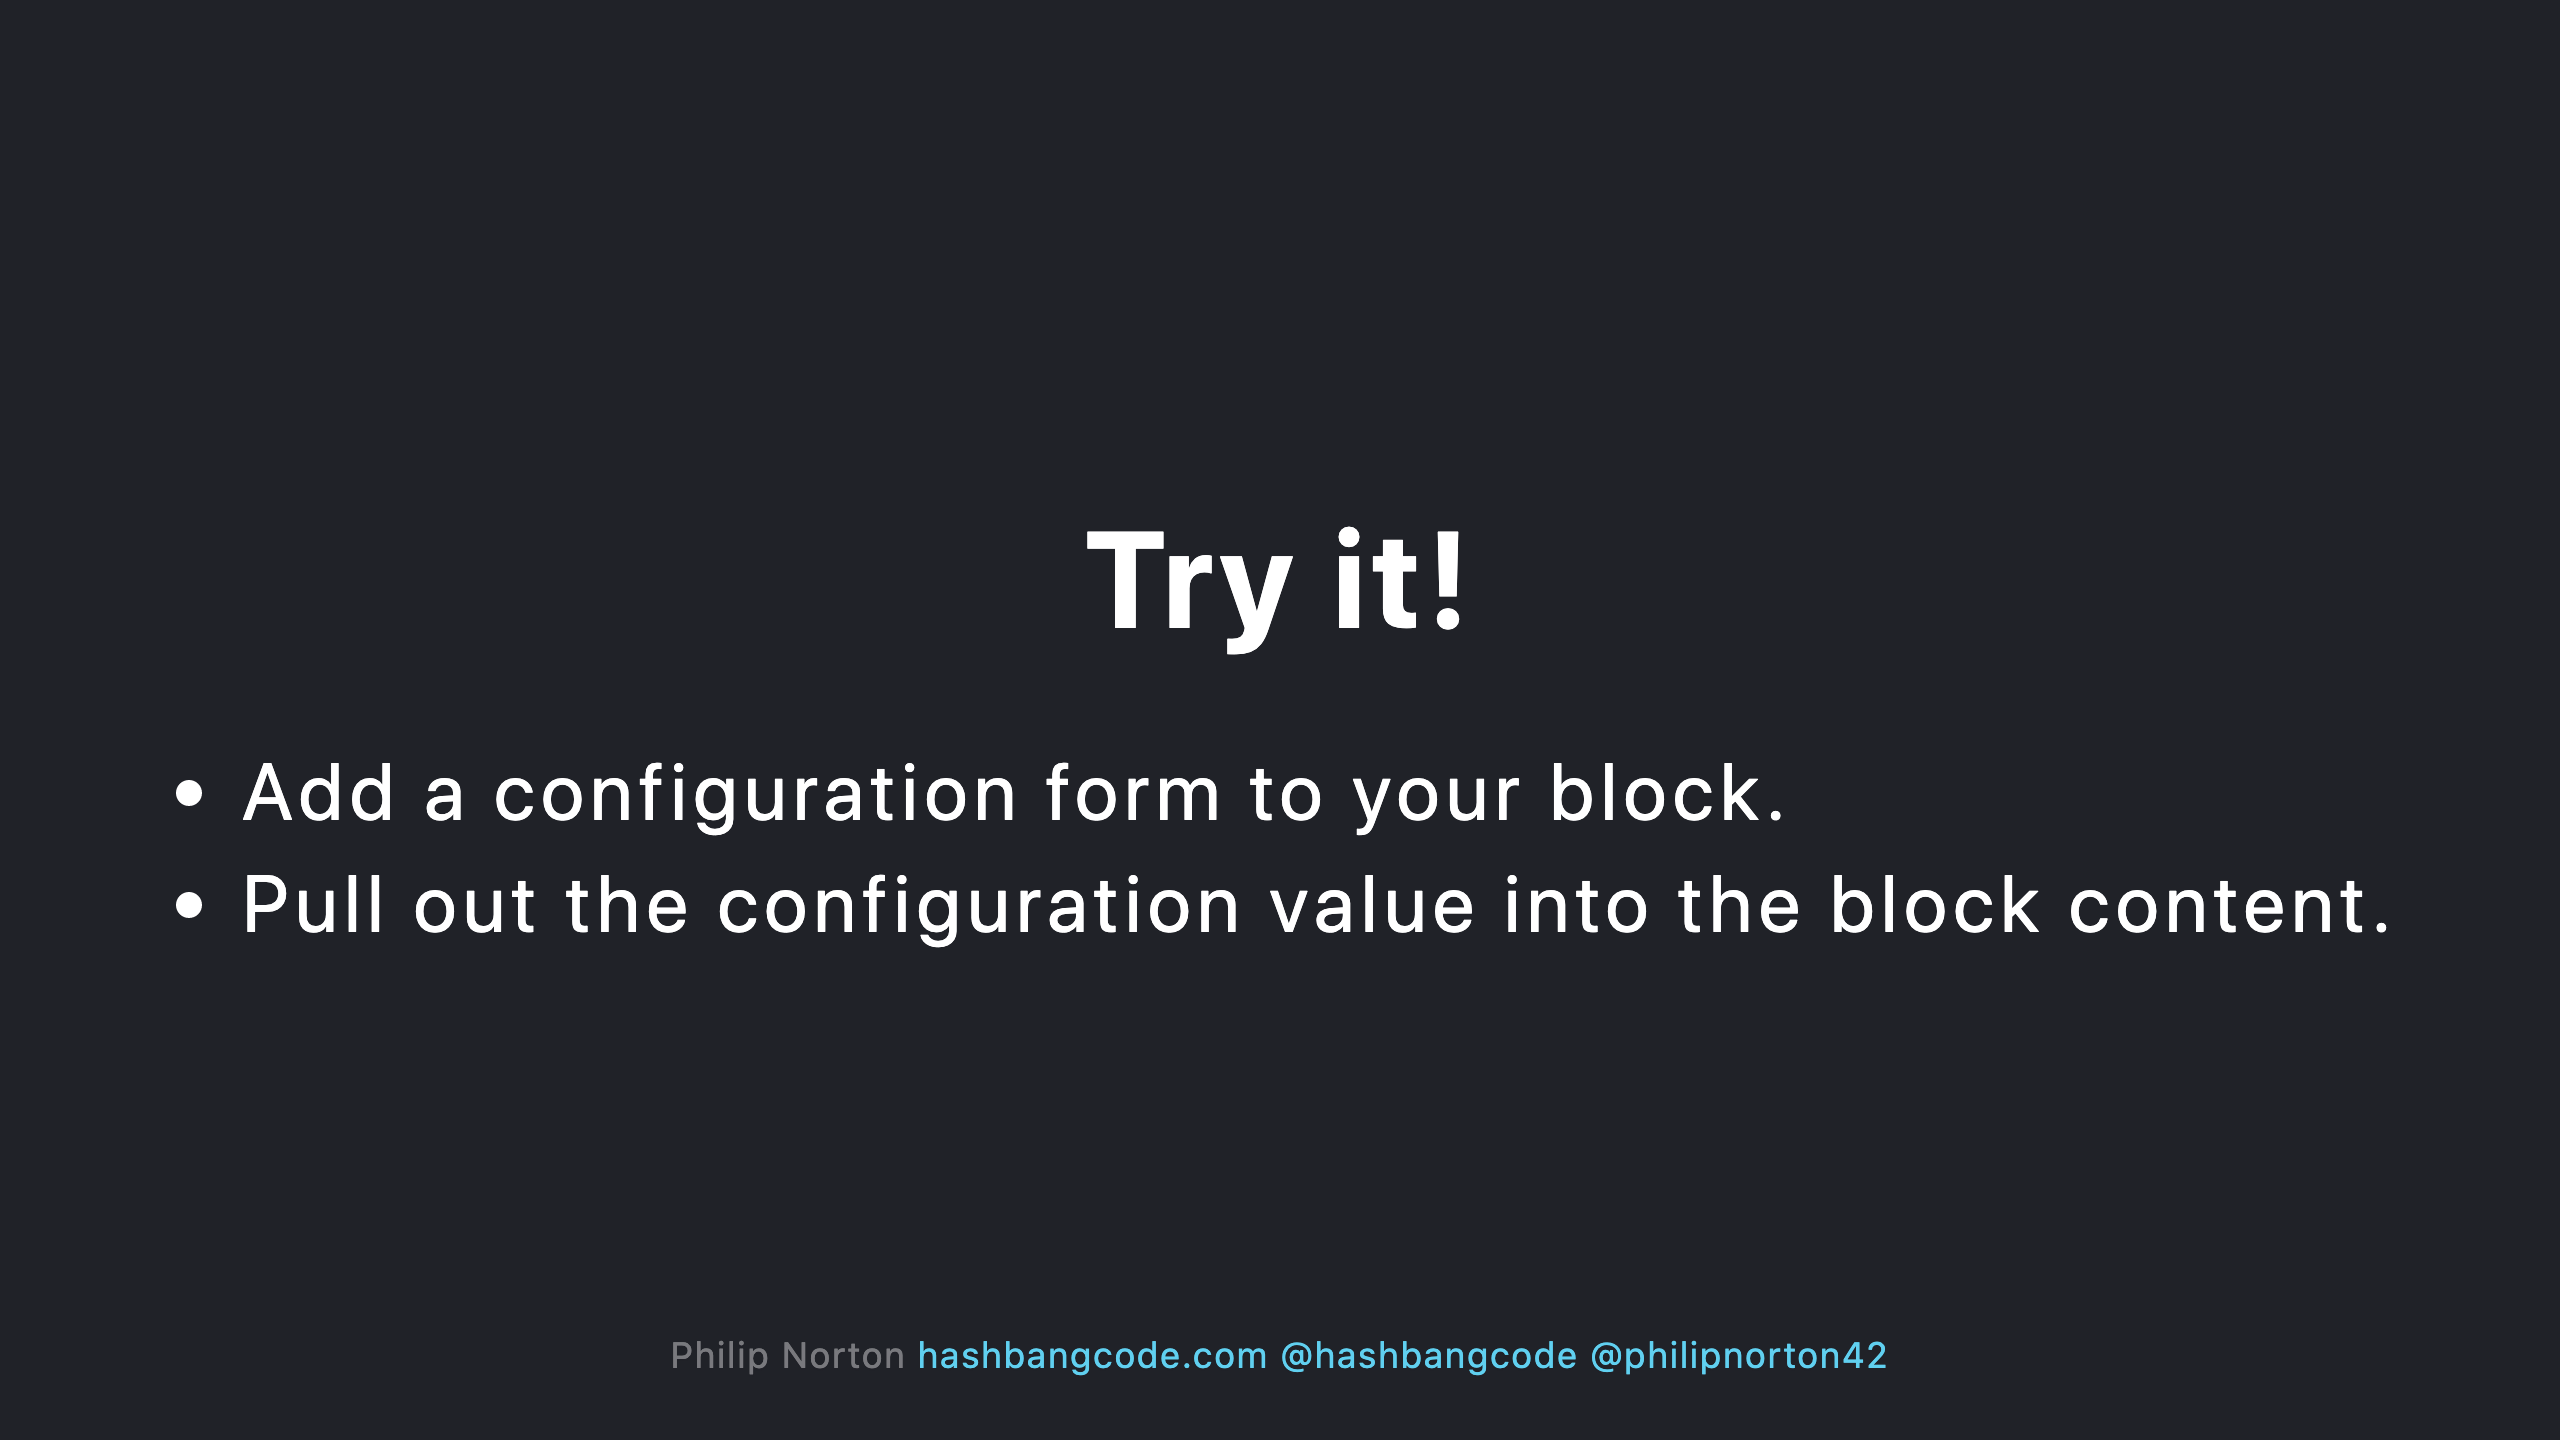 Try it!
• Add a configuration form to your block.
• Pull out the configuration value into the block content.
Philip Norton hashbangcode.com @hashbangcode @philipnorton42